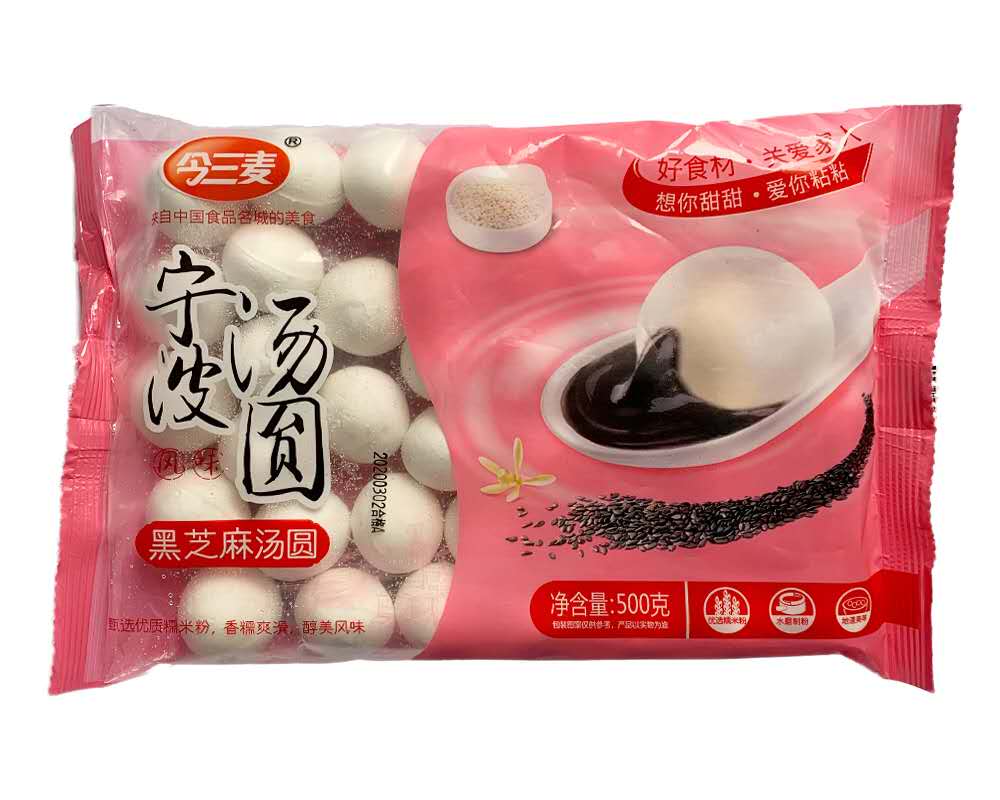 今三麦®
来自中国食品名城的美食
宁波
汤圆
风味
黑芝麻汤圆
甄选优质糯米粉，香糯爽滑，醇美风味
20200302合格A
好食材·关爱家人
想你甜甜·爱你粘粘
净含量:500克
包装图案仅供参考，产品以实物为准
优选糯米粉
水磨制粉